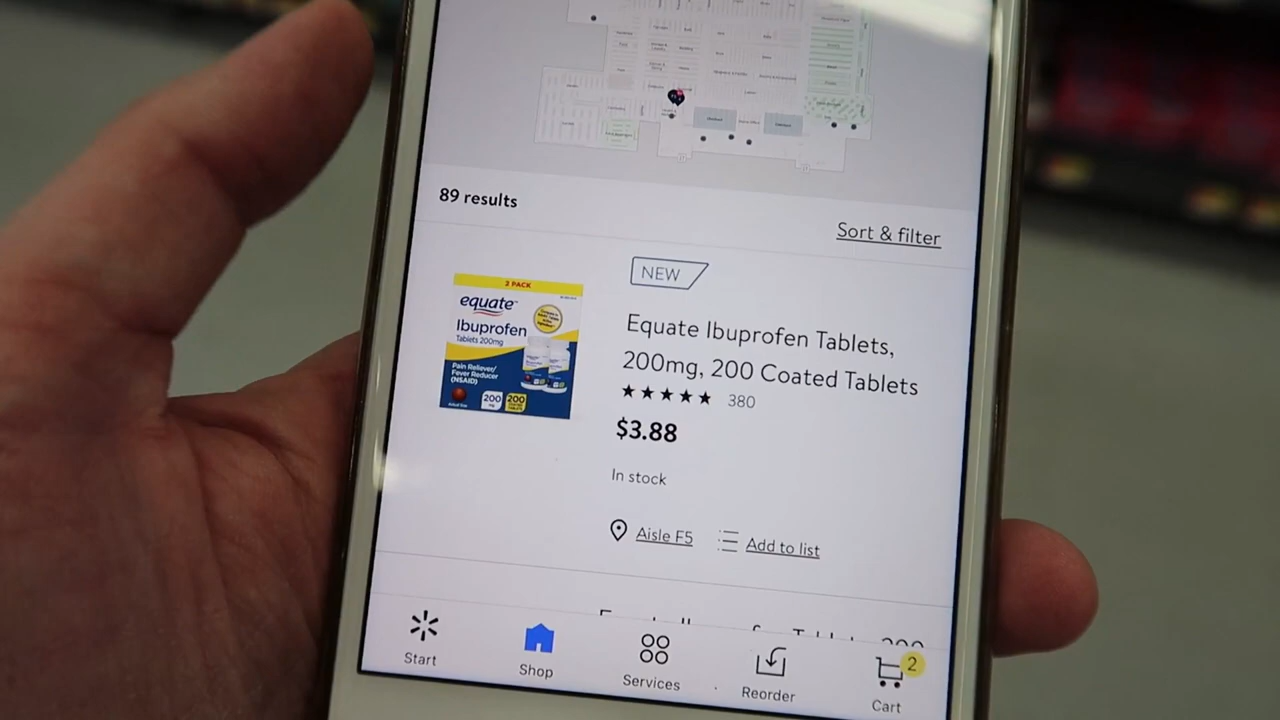 89 results
Sort & filter
NEW
2 PACK
equate
Ibuprofen
Tablets 200mg
Pain Reliever/
Fever Reducer
(NSAID)
200
mg
200
Equate Ibuprofen Tablets,
200mg, 200 Coated Tablets
380
$3.88
In stock
Aisle F5
Add to list
Start
Shop
Services
Reorder
Cart
2